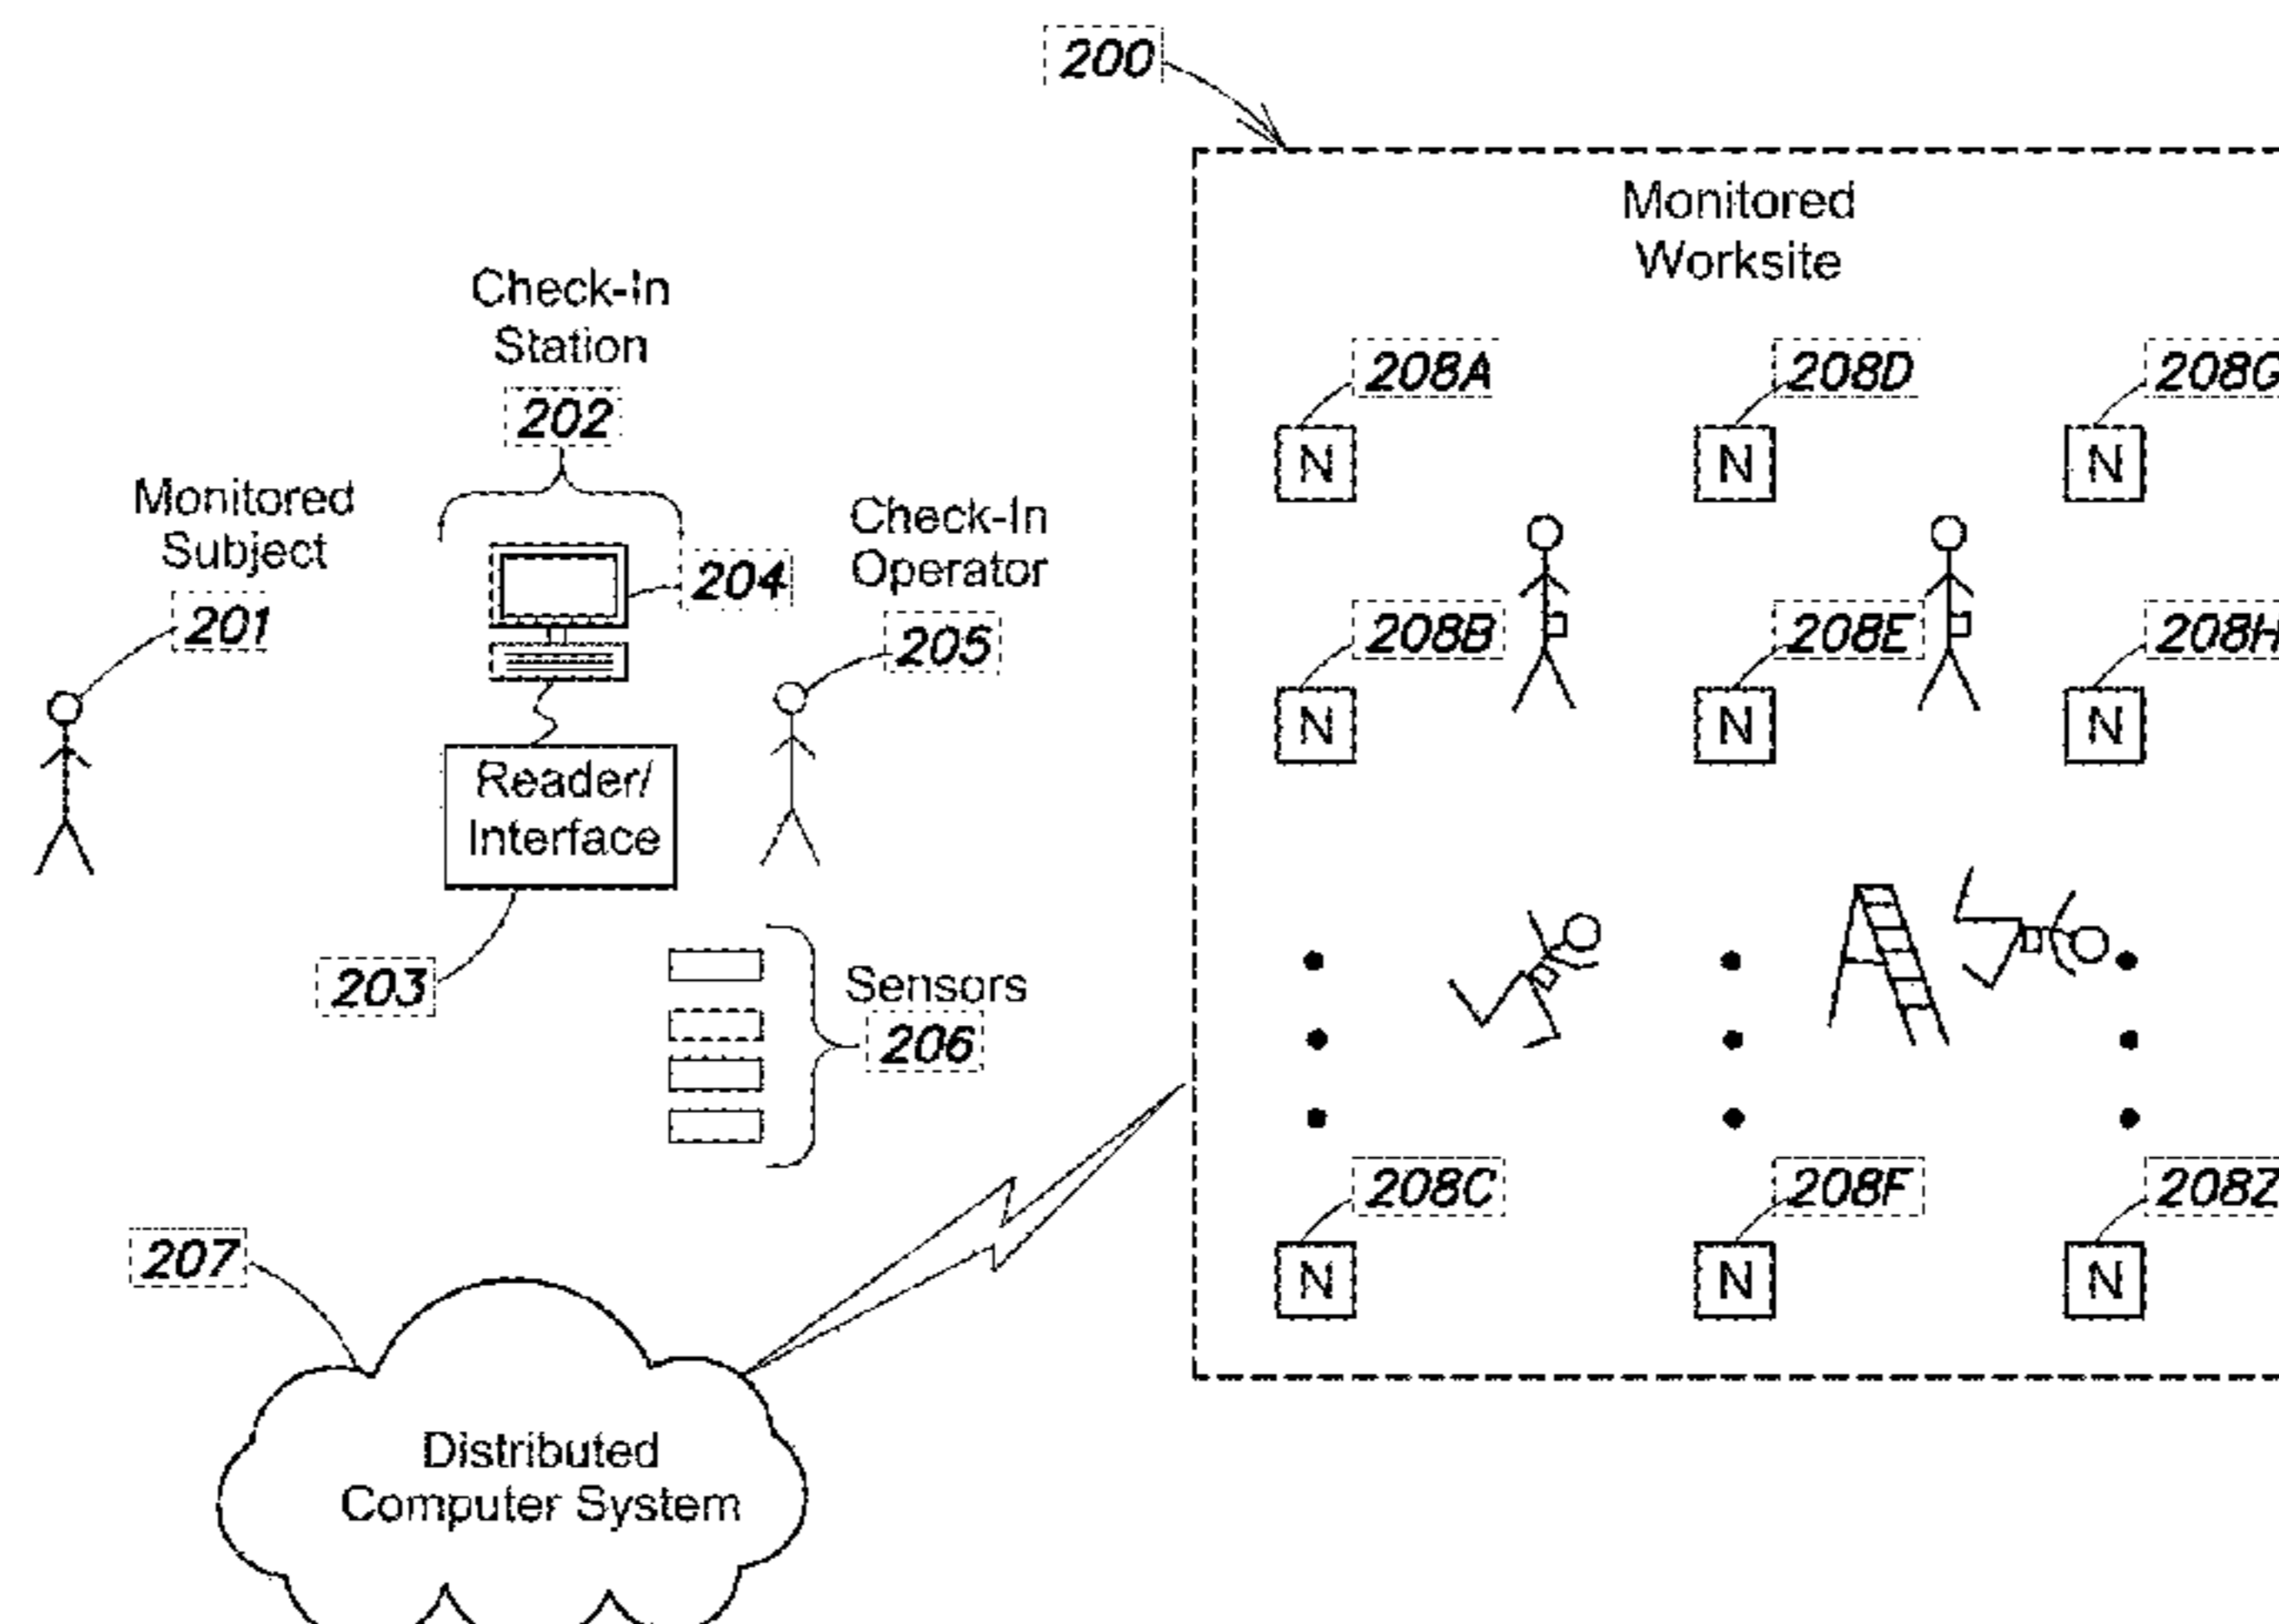 200
Monitored
Worksite
Check-In
Station
202
208A
208D
208G
N
N
N
Monitored
Subject
201
204
Check-In
Operator
205
208B
208E
208H
N
N
N
Reader/
Interface
203
Sensors
206
208C
208F
208Z
N
N
N
207
Distributed
Computer System